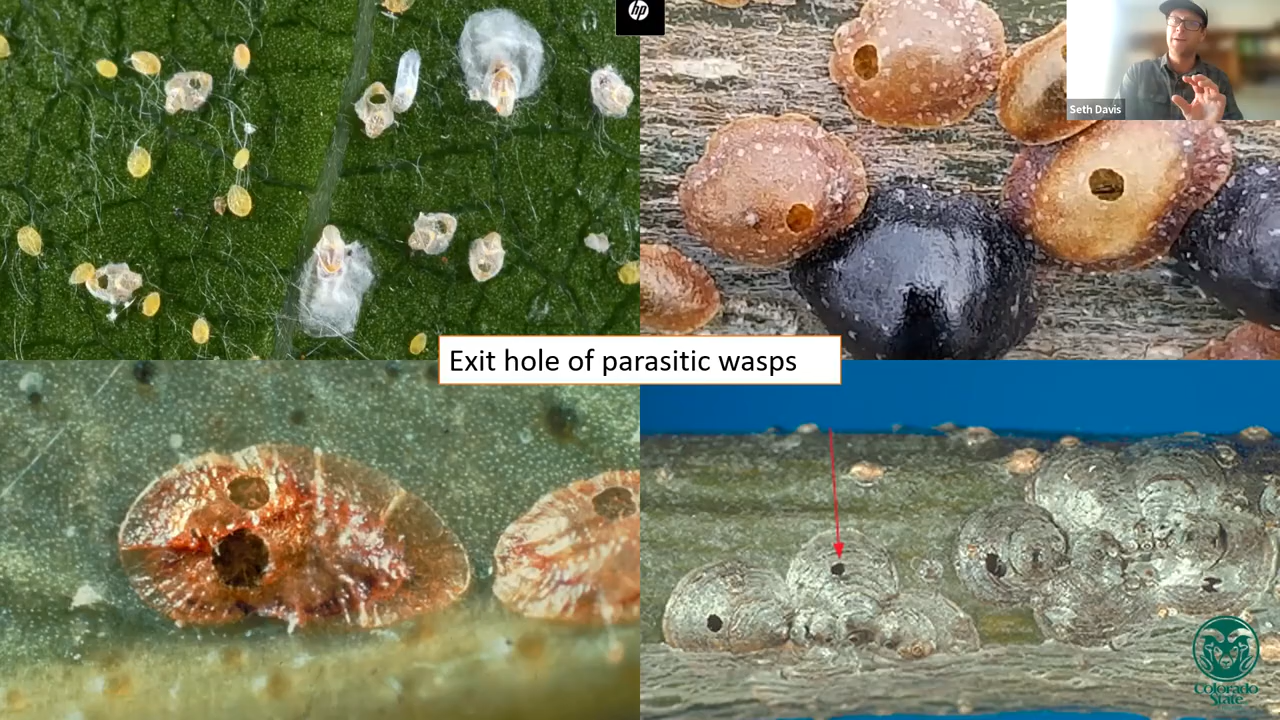 hp
Seth Davis
Exit hole of parasitic wasps
Colorado
State